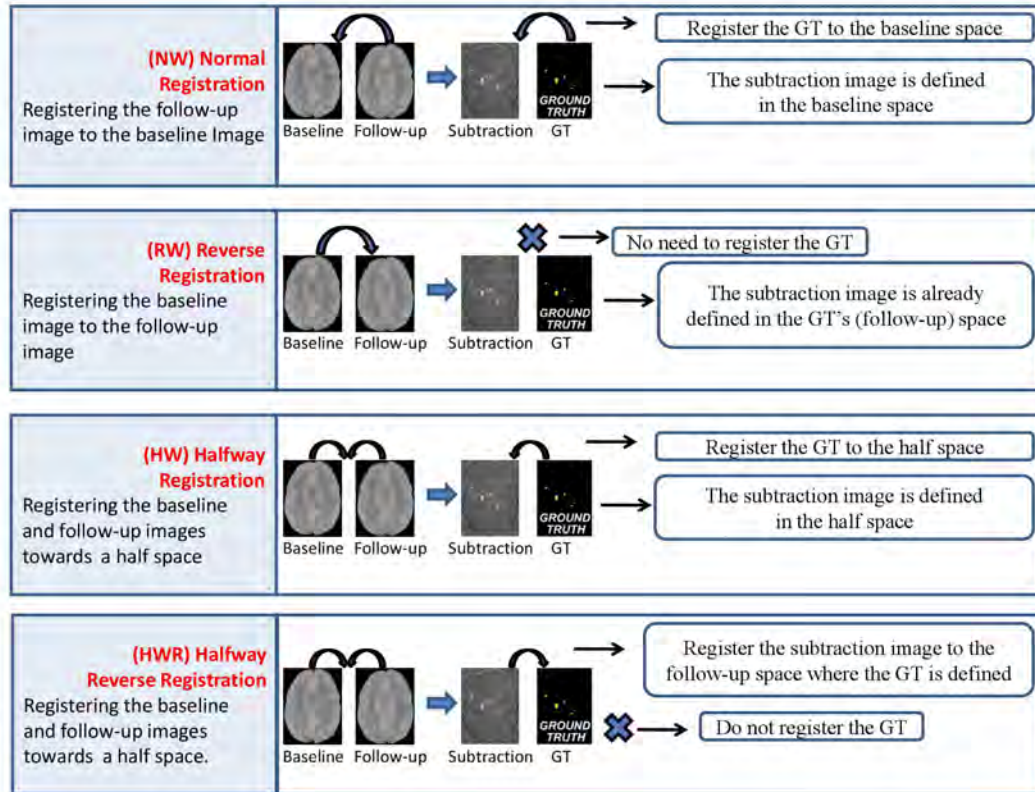 (NW) Normal
Registration
Registering the follow-up
image to the baseline Image
Baseline Follow-up Subtraction GT
GROUND
TRUTH
Register the GT to the baseline space
The subtraction image is defined
in the baseline space
(RW) Reverse
Registration
Registering the baseline
image to the follow-up
image
Baseline Follow-up Subtraction GT
GROUND
TRUTH
No need to register the GT
The subtraction image is already
defined in the GT's (follow-up) space
(HW) Halfway
Registration
Registering the baseline
and follow-up images
towards a half space
Baseline Follow-up Subtraction GT
GROUND
TRUTH
Register the GT to the half space
The subtraction image is defined
in the half space
(HWR) Halfway
Reverse Registration
Registering the baseline
and follow-up images
towards a half space.
Baseline Follow-up Subtraction GT
GROUND
TRUTH
Register the subtraction image to the
follow-up space where the GT is defined
Do not register the GT